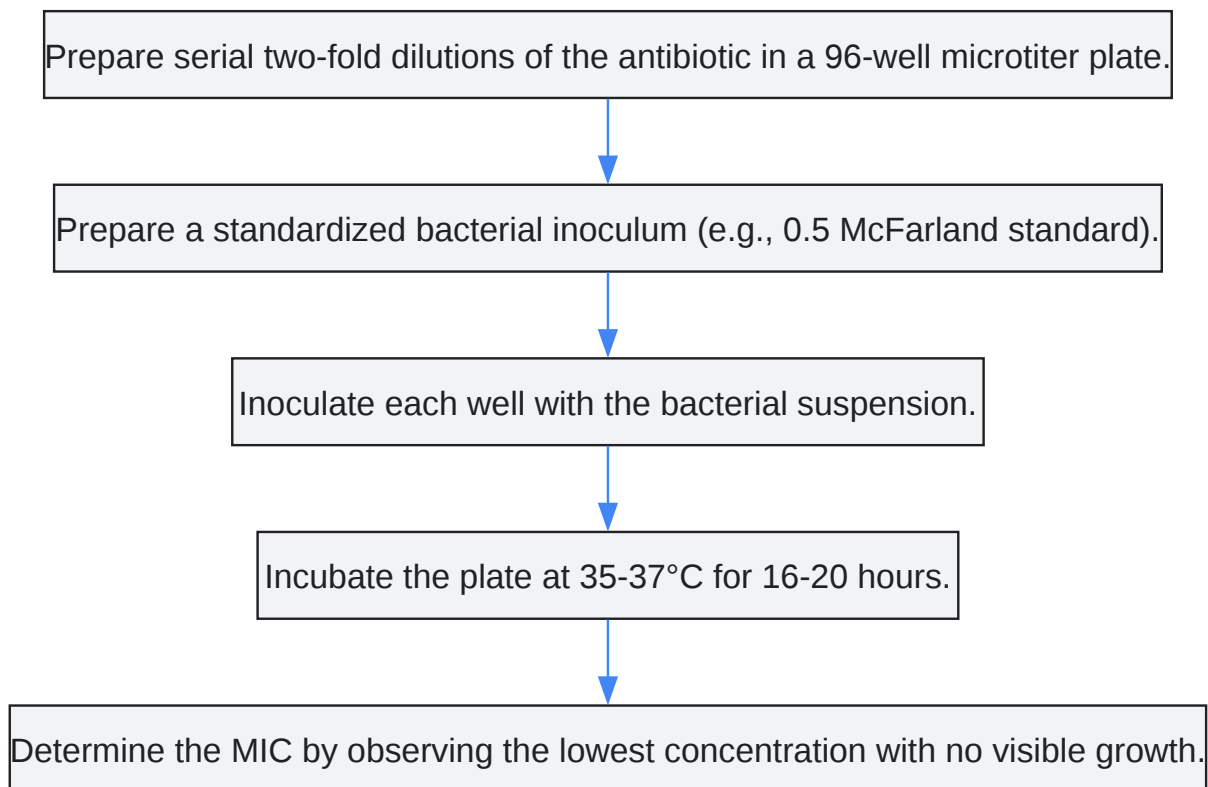 Prepare serial two-fold dilutions of the antibiotic in a 96-well microtiter plate.
Prepare a standardized bacterial inoculum (e.g., 0.5 McFarland standard).
Inoculate each well with the bacterial suspension.
Incubate the plate at 35-37°C for 16-20 hours.
Determine the MIC by observing the lowest concentration with no visible growth.